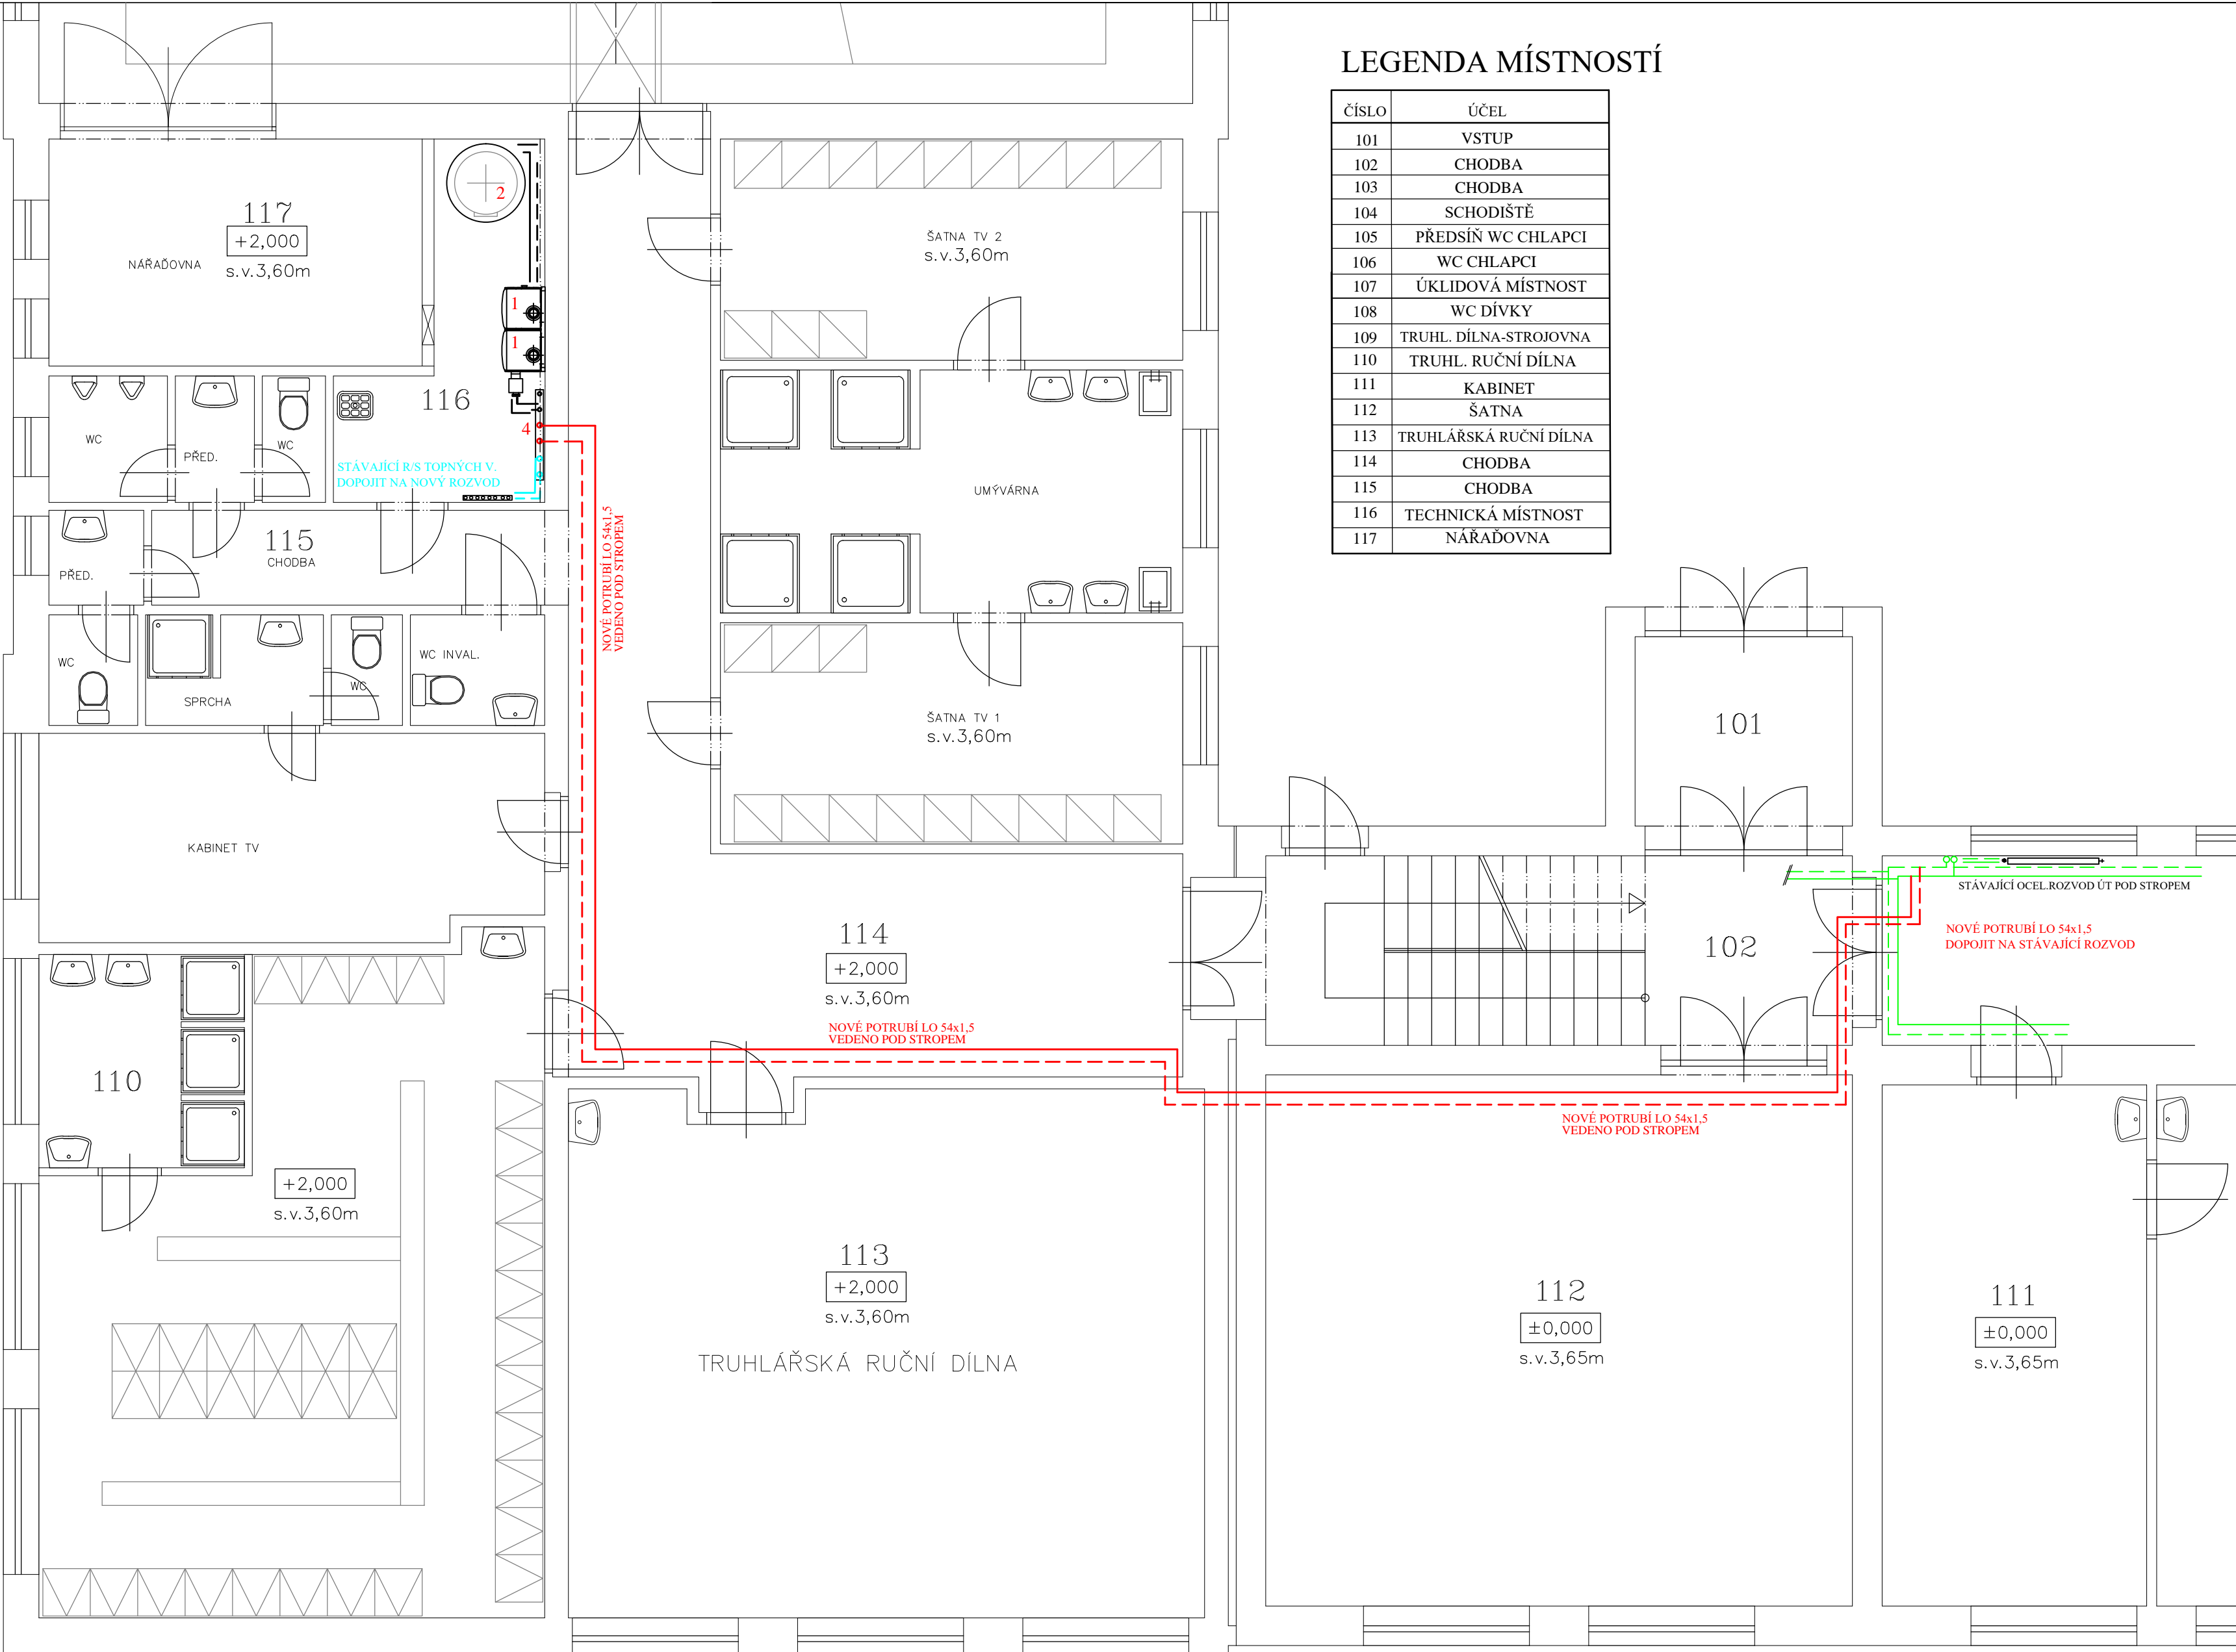 LEGENDA MÍSTNOSTÍ
ČÍSLO ÚČEL
101 VSTUP
102 CHODBA
103 CHODBA
104 SCHODIŠTĚ
105 PŘEDSÍŇ WC CHLAPCI
106 WC CHLAPCI
107 ÚKLIDOVÁ MÍSTNOST
108 WC DÍVKY
109 TRUHL. DÍLNA-STROJOVNA
110 TRUHL. RUČNÍ DÍLNA
111 KABINET
112 ŠATNA
113 TRUHLÁŘSKÁ RUČNÍ DÍLNA
114 CHODBA
115 CHODBA
116 TECHNICKÁ MÍSTNOST
117 NÁŘAĎOVNA
117
+2,000
s.v.3,60m
NÁŘAĎOVNA
2
1
1
116
4
STÁVAJÍCÍ R/S TOPNÝCH V.
DOPOJIT NA NOVÝ ROZVOD
WC
PŘED.
WC
115
CHODBA
PŘED.
WC
SPRCHA
WC
WC INVAL.
KABINET TV
NOVÉ POTRUBÍ LO 54x1,5
VEDENO POD STROPEM
ŠATNA TV 2
s.v.3,60m
UMÝVÁRNA
ŠATNA TV 1
s.v.3,60m
114
+2,000
s.v.3,60m
NOVÉ POTRUBÍ LO 54x1,5
VEDENO POD STROPEM
101
102
STÁVAJÍCÍ OCEL.ROZVOD ÚT POD STROPEM
NOVÉ POTRUBÍ LO 54x1,5
DOPOJIT NA STÁVAJÍCÍ ROZVOD
NOVÉ POTRUBÍ LO 54x1,5
VEDENO POD STROPEM
110
+2,000
s.v.3,60m
113
+2,000
s.v.3,60m
TRUHLÁŘSKÁ RUČNÍ DÍLNA
112
±0,000
s.v.3,65m
111
±0,000
s.v.3,65m